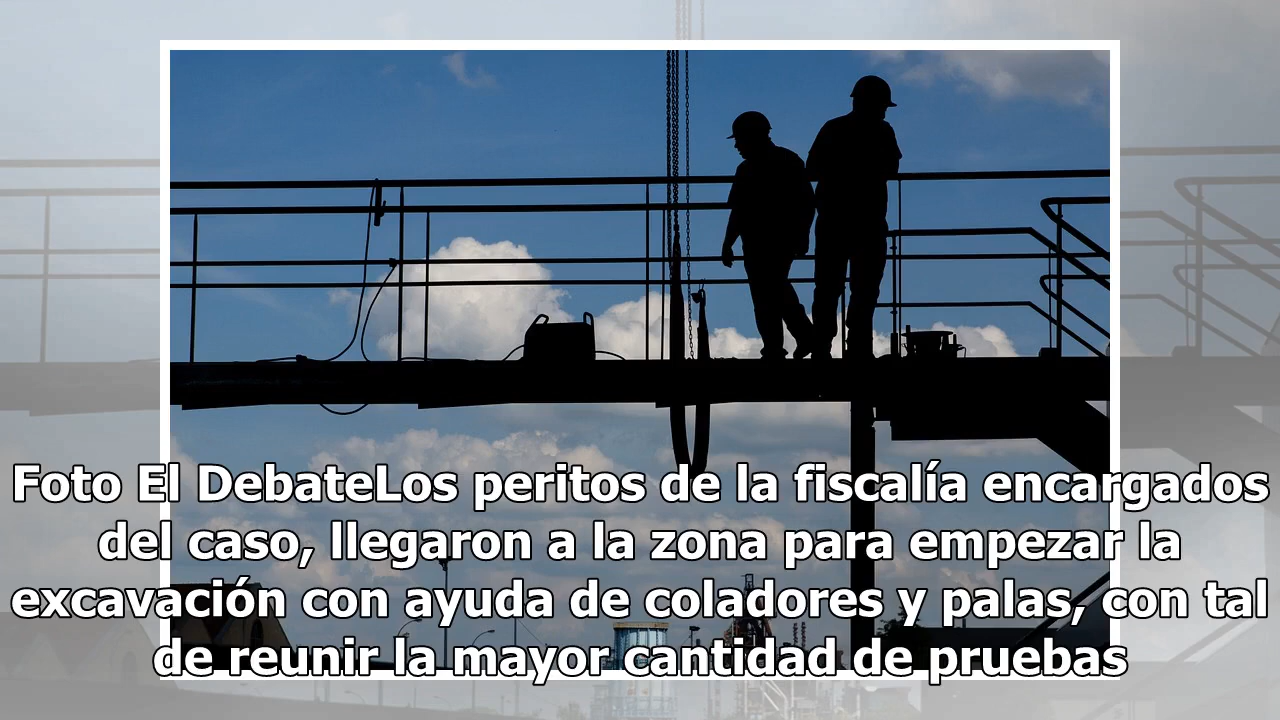 Foto El DebateLos peritos de la fiscalía encargados
del caso, llegaron a la zona para empezar la
excavación con ayuda de coladores y palas, con tal
de reunir la mayor cantidad de pruebas